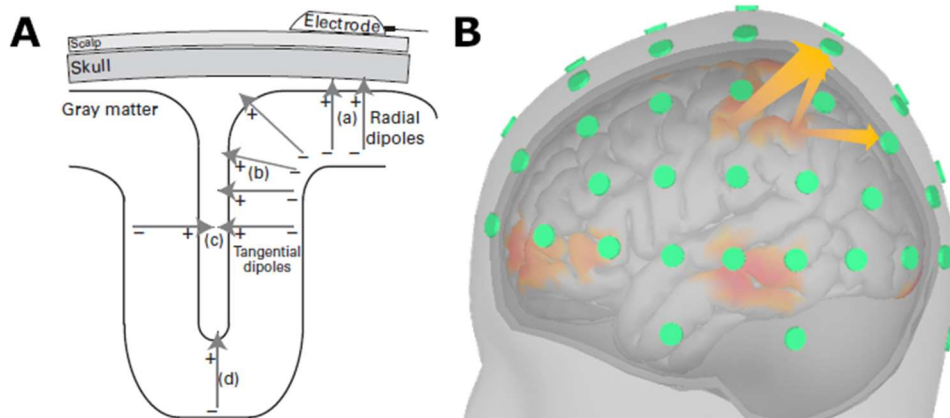 A
Electrode
B
Scalp
Skull
Gray matter
+
+
+
(a)
Radial
dipoles
-
-
-
+
(b)
+
-
-
+
(c)
+
-
Tangential
dipoles
+
(d)
-